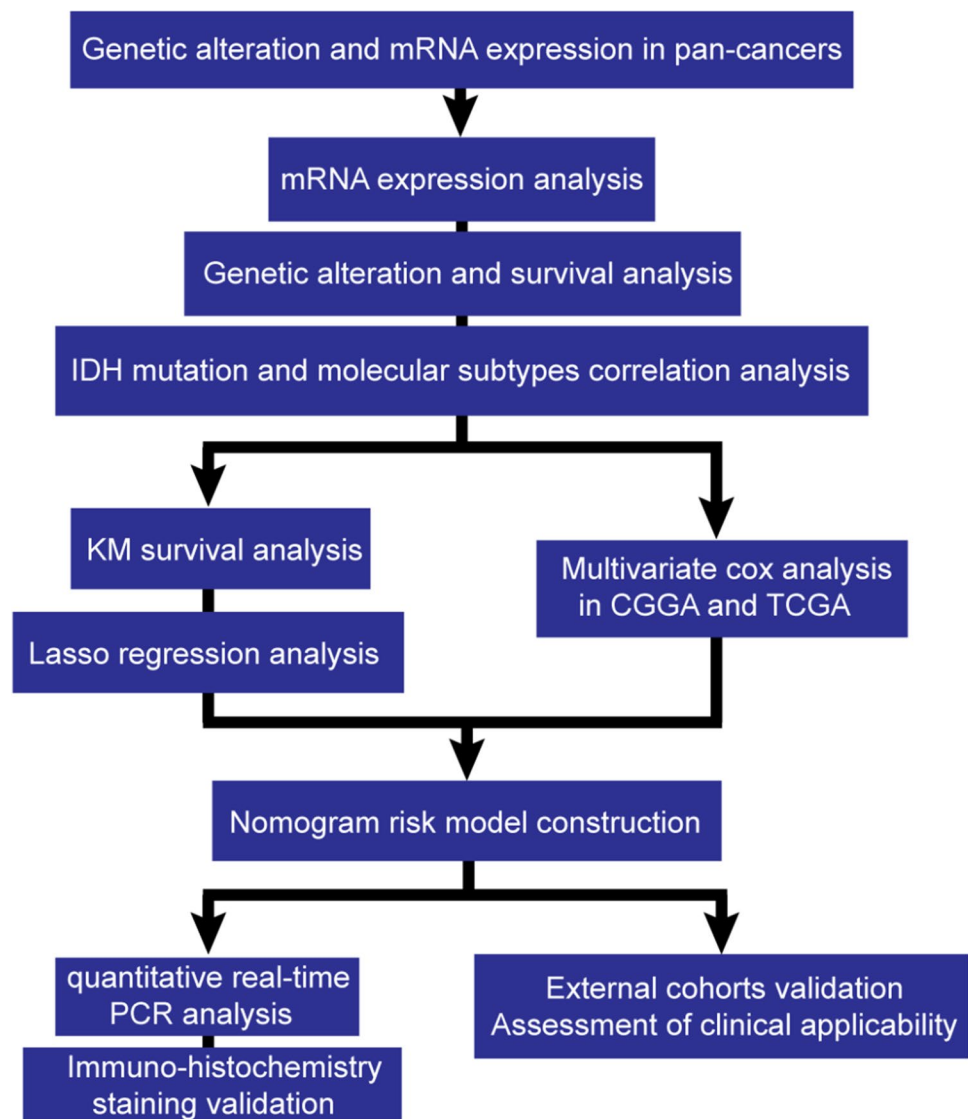 Genetic alteration and mRNA expression in pan-cancers
mRNA expression analysis
Genetic alteration and survival analysis
IDH mutation and molecular subtypes correlation analysis
KM survival analysis
Lasso regression analysis
Multivariate cox analysis
in CGGA and TCGA
Nomogram risk model construction
quantitative real-time
PCR analysis
Immuno-histochemistry
staining validation
External cohorts validation
Assessment of clinical applicability